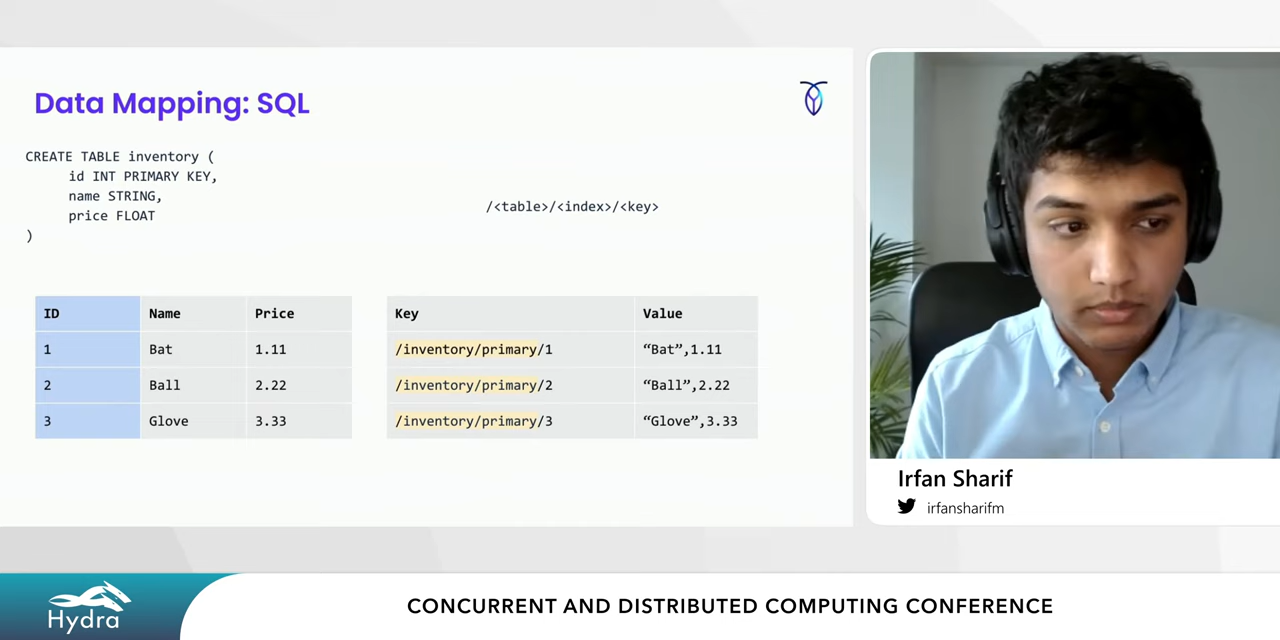 Data Mapping: SQL
CREATE TABLE inventory (
id INT PRIMARY KEY,
name STRING,
price FLOAT
)
/<table>/<index>/<key>
ID Name Price
1 Bat 1.11
2 Ball 2.22
3 Glove 3.33
Key Value
/inventory/primary/1 “Bat”,1.11
/inventory/primary/2 “Ball”,2.22
/inventory/primary/3 “Glove”,3.33
Irfan Sharif
irfansharifm
Hydra
CONCURRENT AND DISTRIBUTED COMPUTING CONFERENCE